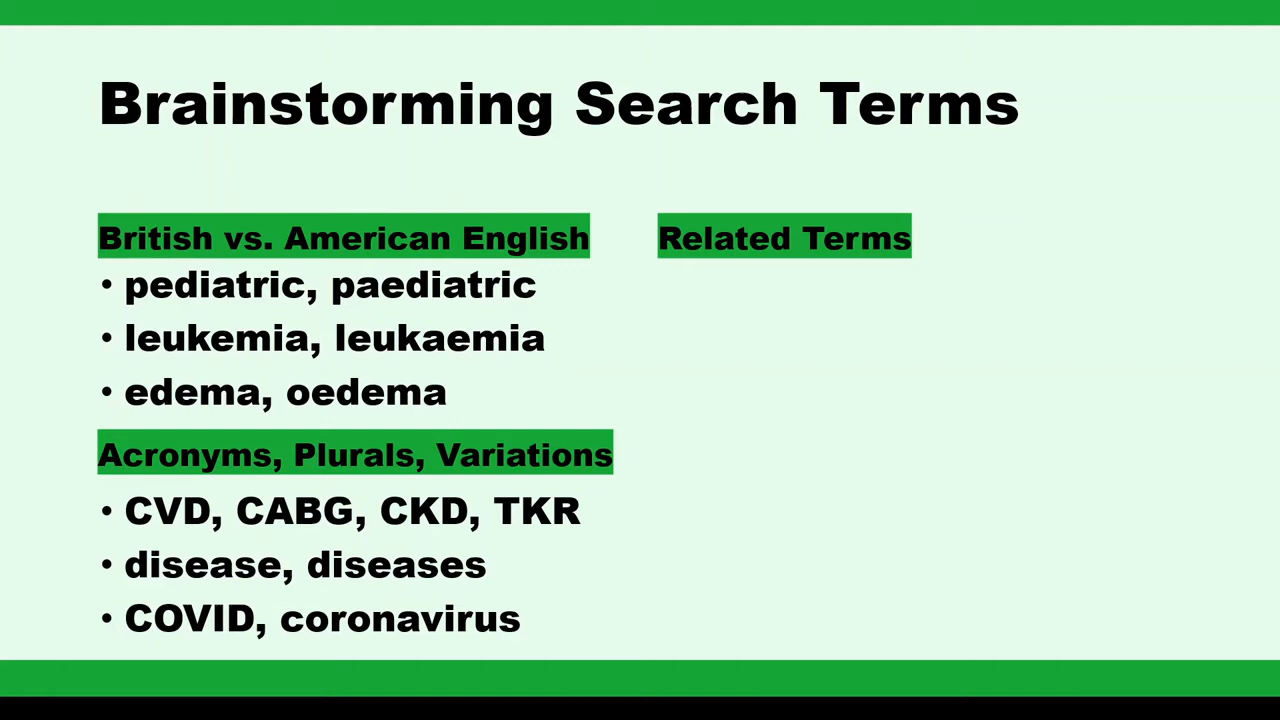 Brainstorming Search Terms
British vs. American English
• pediatric, paediatric
• leukemia, leukaemia
• edema, oedema
Acronyms, Plurals, Variations
• CVD, CABG, CKD, TKR
• disease, diseases
• COVID, coronavirus
Related Terms